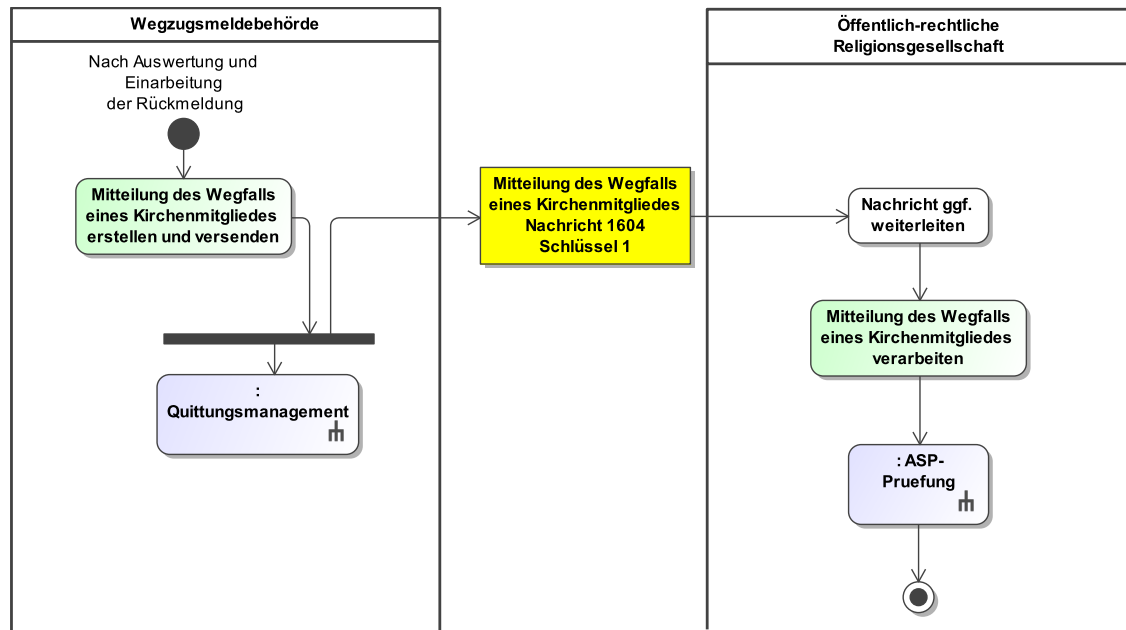 Wegzugsmeldebehörde
Nach Auswertung und
Einarbeitung
der Rückmeldung
Mitteilung des Wegfalls
eines Kirchenmitgliedes
erstellen und versenden
:
Quittungsmanagement
Mitteilung des Wegfalls
eines Kirchenmitgliedes
Nachricht 1604
Schlüssel 1
Öffentlich-rechtliche
Religionsgesellschaft
Nachricht ggf.
weiterleiten
Mitteilung des Wegfalls
eines Kirchenmitgliedes
verarbeiten
: ASP-
Pruefung